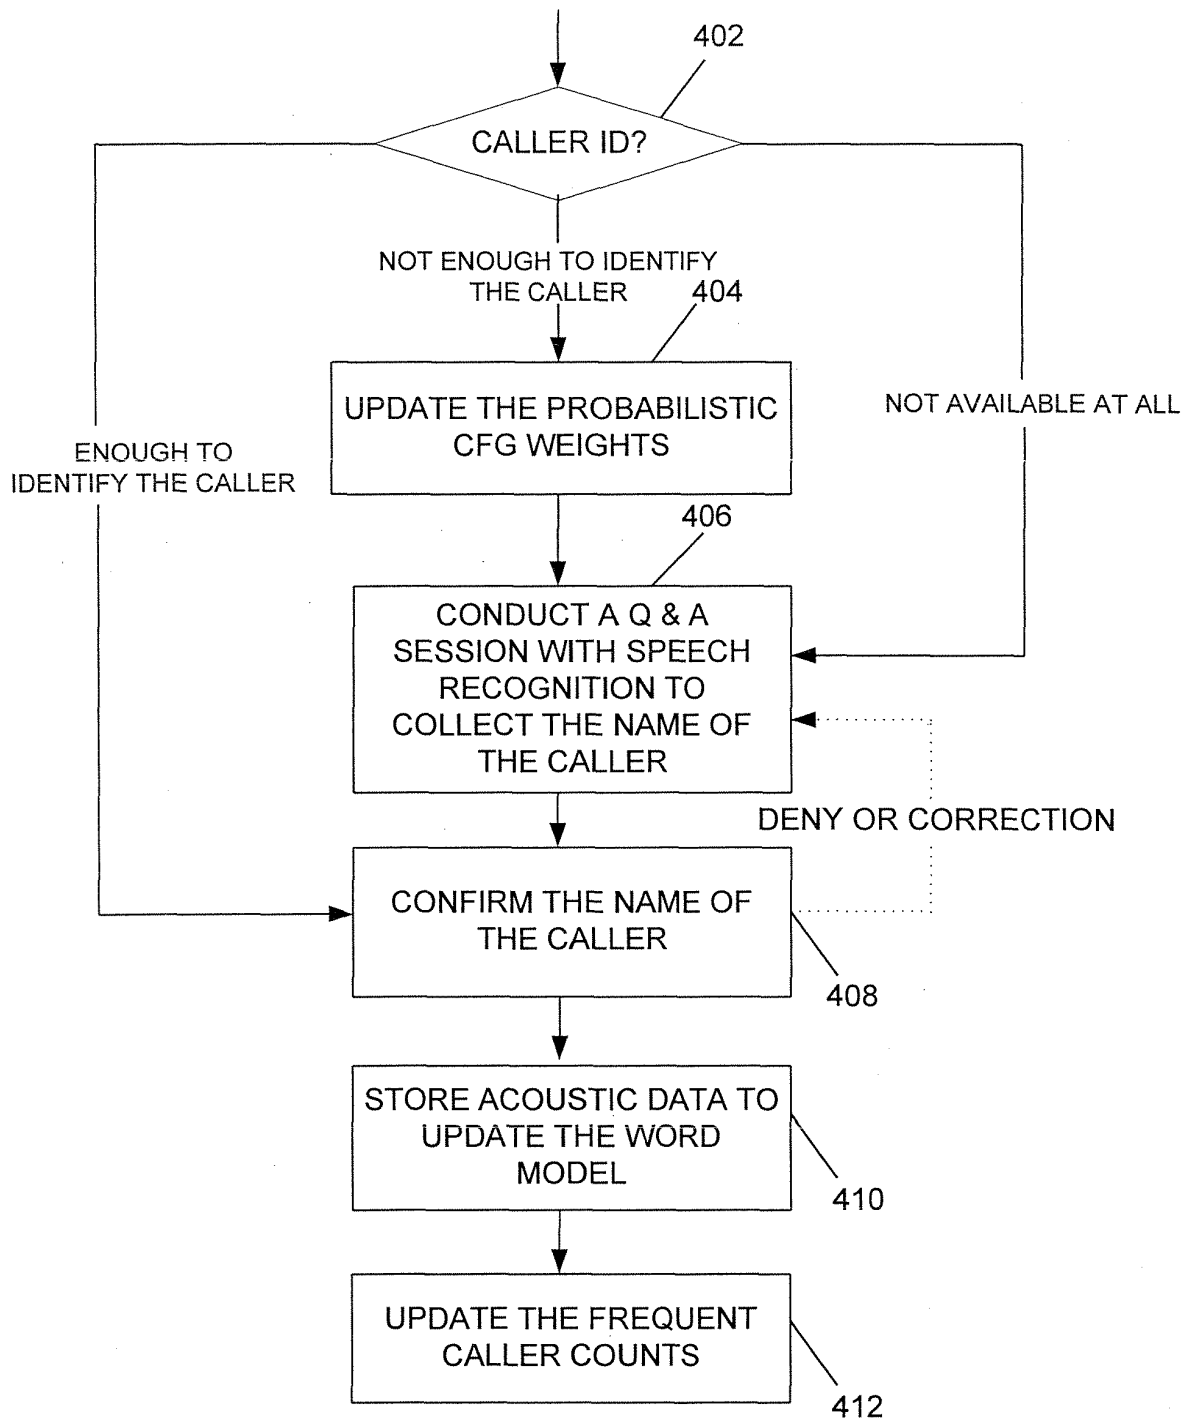 402
CALLER ID?
NOT ENOUGH TO IDENTIFY
THE CALLER
404
UPDATE THE PROBABILISTIC
CFG WEIGHTS
NOT AVAILABLE AT ALL
ENOUGH TO
IDENTIFY THE CALLER
406
CONDUCT A Q & A
SESSION WITH SPEECH
RECOGNITION TO
COLLECT THE NAME OF
THE CALLER
DENY OR CORRECTION
CONFIRM THE NAME OF
THE CALLER
408
STORE ACOUSTIC DATA TO
UPDATE THE WORD
MODEL
410
UPDATE THE FREQUENT
CALLER COUNTS
412